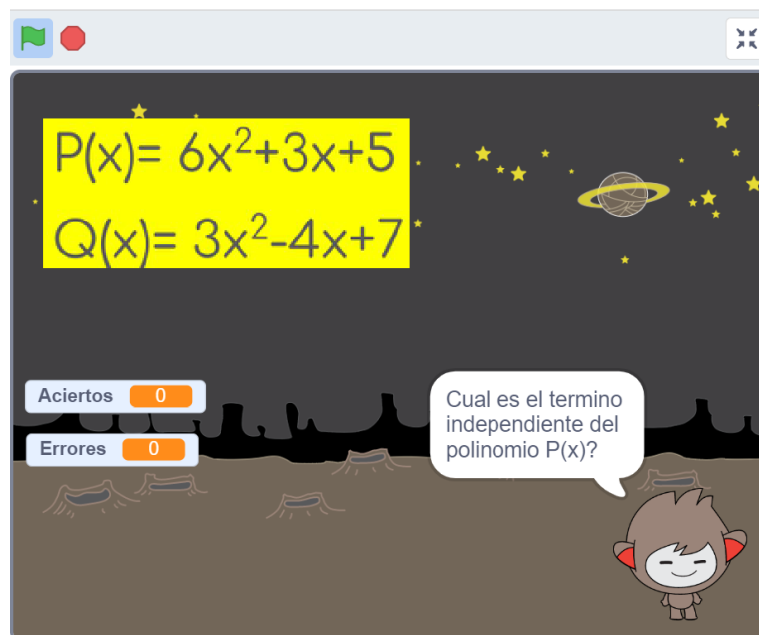 P(x)= 6x²+3x+5
Q(x)= 3x²-4x+7
Aciertos 0
Errores 0
Cual es el termino
independiente del
polinomio P(x)?